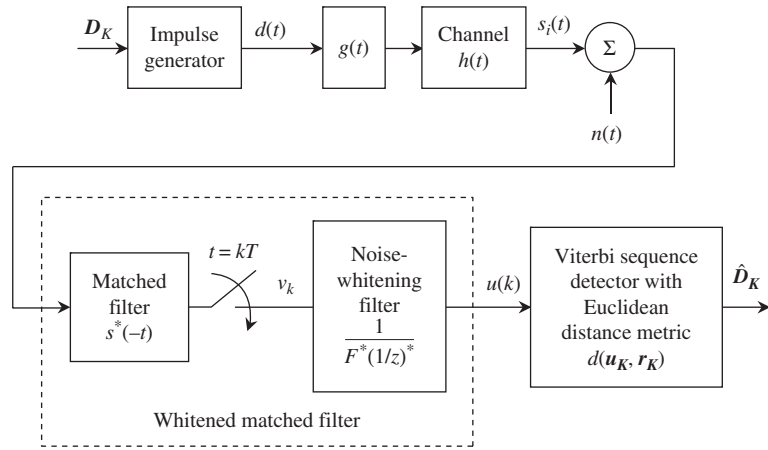 D_K
Impulse
generator
d(t)
g(t)
Channel
h(t)
s_i(t)
Σ
n(t)
Matched
filter
s*(–t)
t = kT
v_k
Noise-
whitening
filter
1
F*(1/z)*
u(k)
Viterbi sequence
detector with
Euclidean
distance metric
d(u_K, r_K)
D̂_K
Whitened matched filter